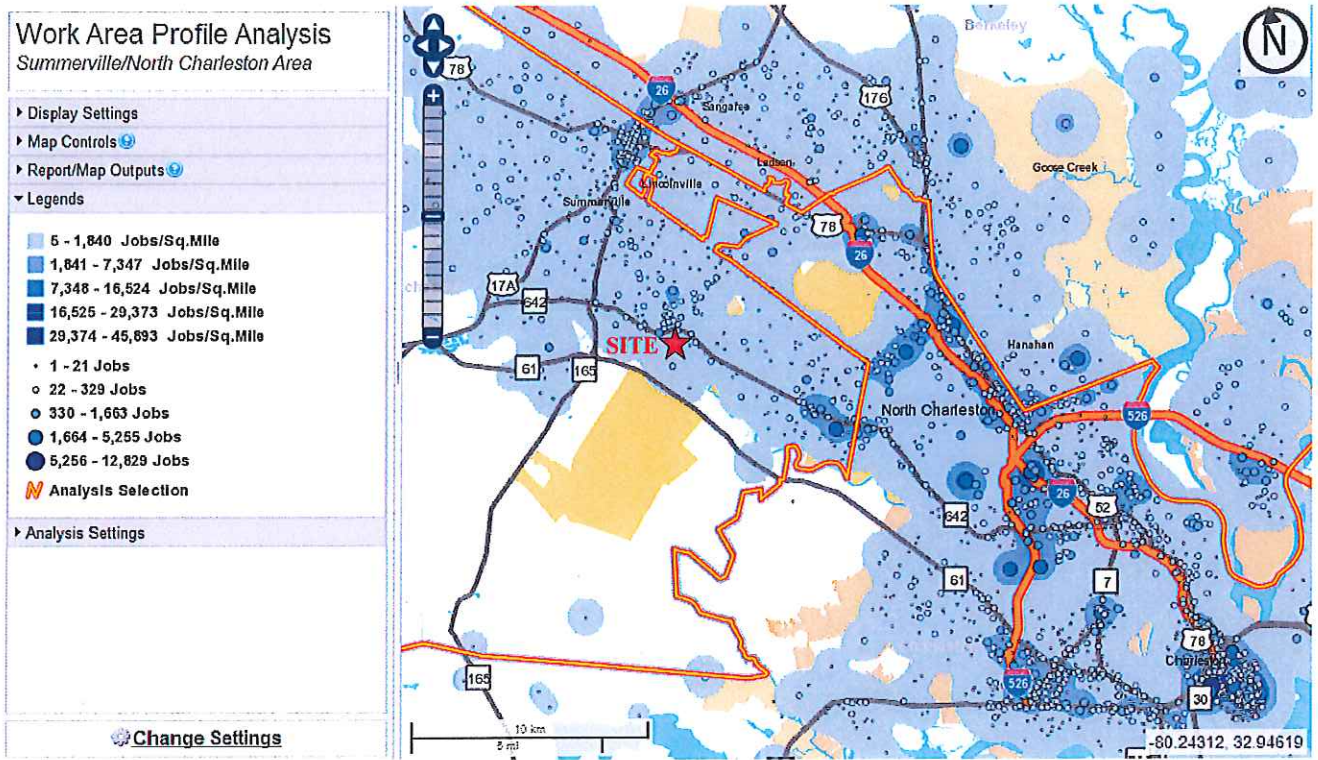 Work Area Profile Analysis
Summerville/North Charleston Area
Display Settings
Map Controls
Report/Map Outputs
Legends
5 - 1,840 Jobs/Sq.Mile
1,841 - 7,347 Jobs/Sq.Mile
7,348 - 16,524 Jobs/Sq.Mile
16,525 - 29,373 Jobs/Sq.Mile
29,374 - 45,893 Jobs/Sq.Mile
1 - 21 Jobs
22 - 329 Jobs
330 - 1,663 Jobs
1,664 - 5,255 Jobs
5,256 - 12,829 Jobs
Analysis Selection
Analysis Settings
Change Settings
Berkeley
N
78
26
176
Sangaree
Ladson
Goose Creek
Lincolnville
Summerville
78
26
17A
642
SITE
Hanahan
61
165
North Charleston
526
26
52
642
61
7
78
Charleston
165
526
30
10 km
5 mi
-80.24312, 32.94619